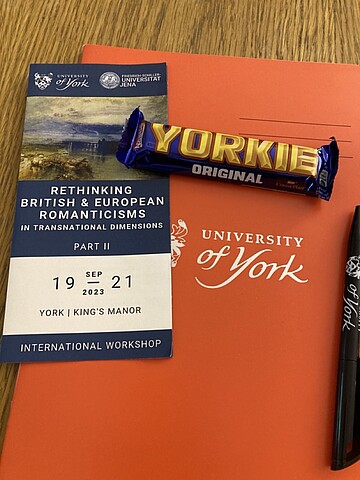 UNIVERSITY
of York
FRIEDRICH-SCHILLER-
UNIVERSITÄT
JENA
RETHINKING
BRITISH & EUROPEAN
ROMANTICISMS
IN TRANSNATIONAL DIMENSIONS
PART II
19 SEP — 21
2023
YORK | KING'S MANOR
INTERNATIONAL WORKSHOP
YORKIE
ORIGINAL
UNIVERSITY
of York
of York